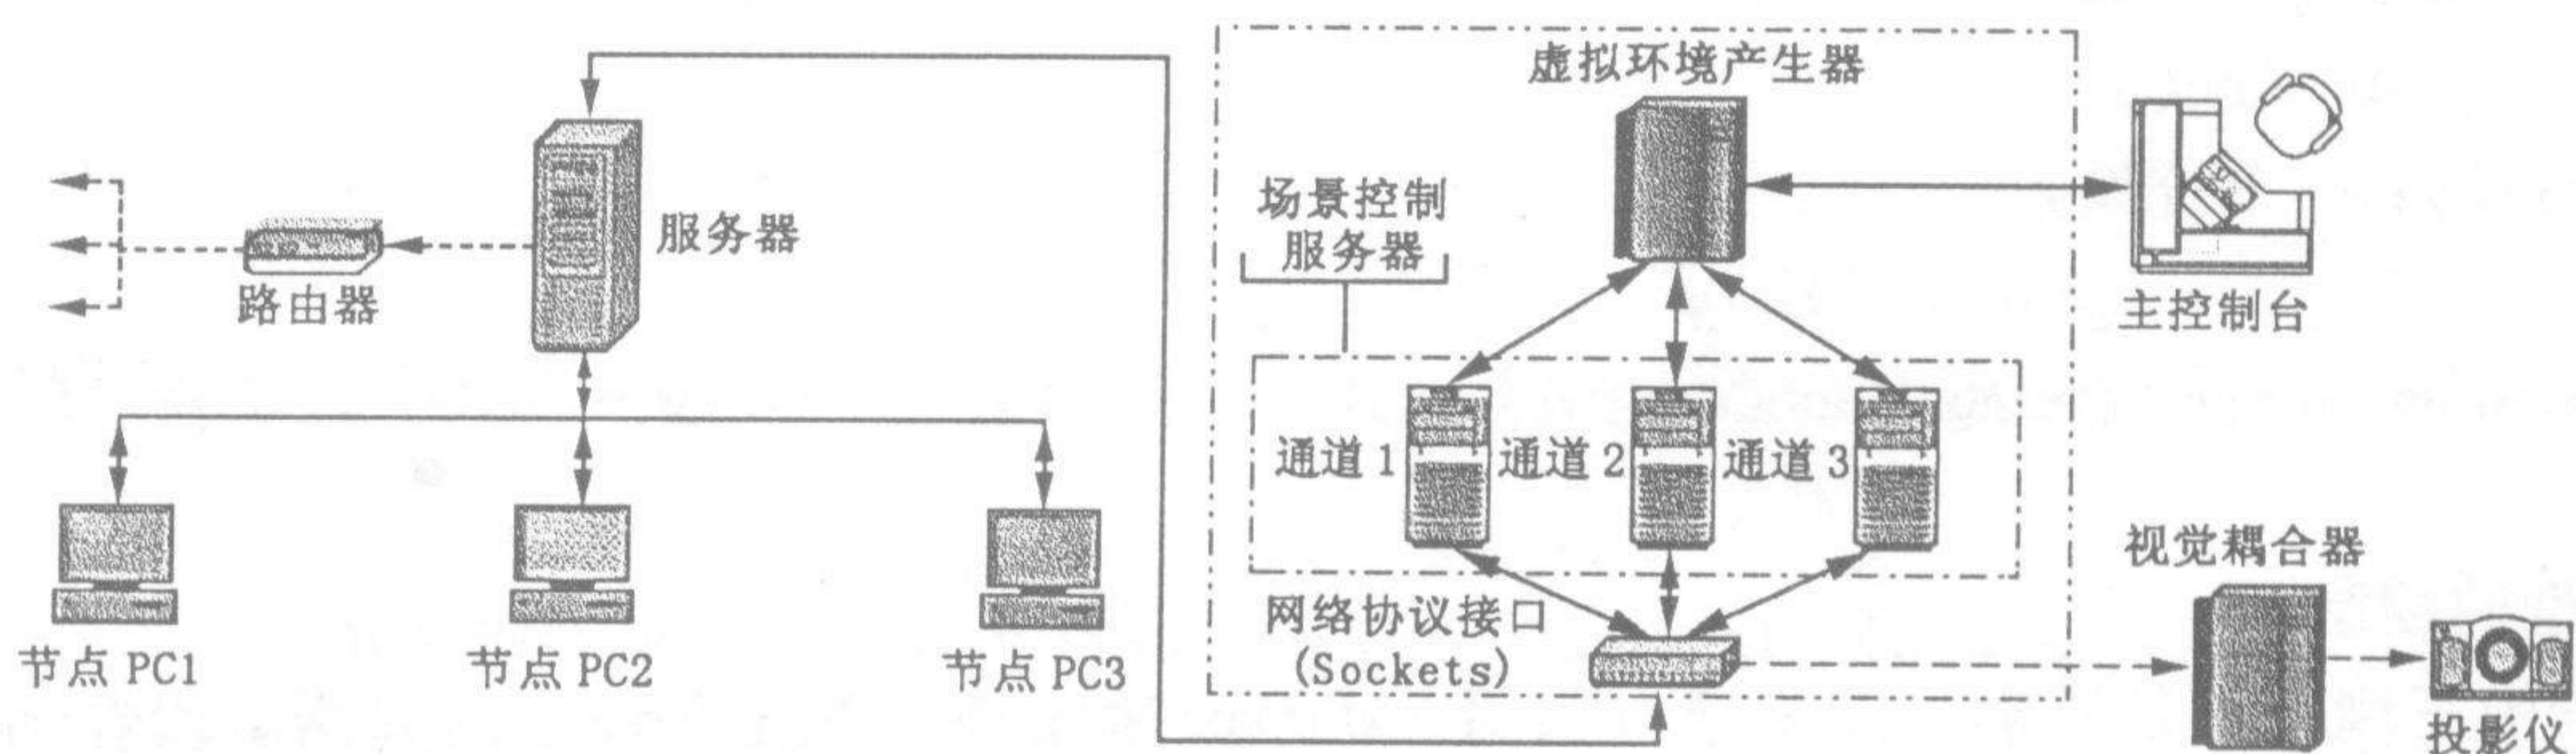 虚拟环境产生器
场景控制
服务器
服务器
路由器
主控制台
通道1
通道2
通道3
视觉耦合器
网络协议接口
(Sockets)
节点 PC1
节点 PC2
节点 PC3
投影仪